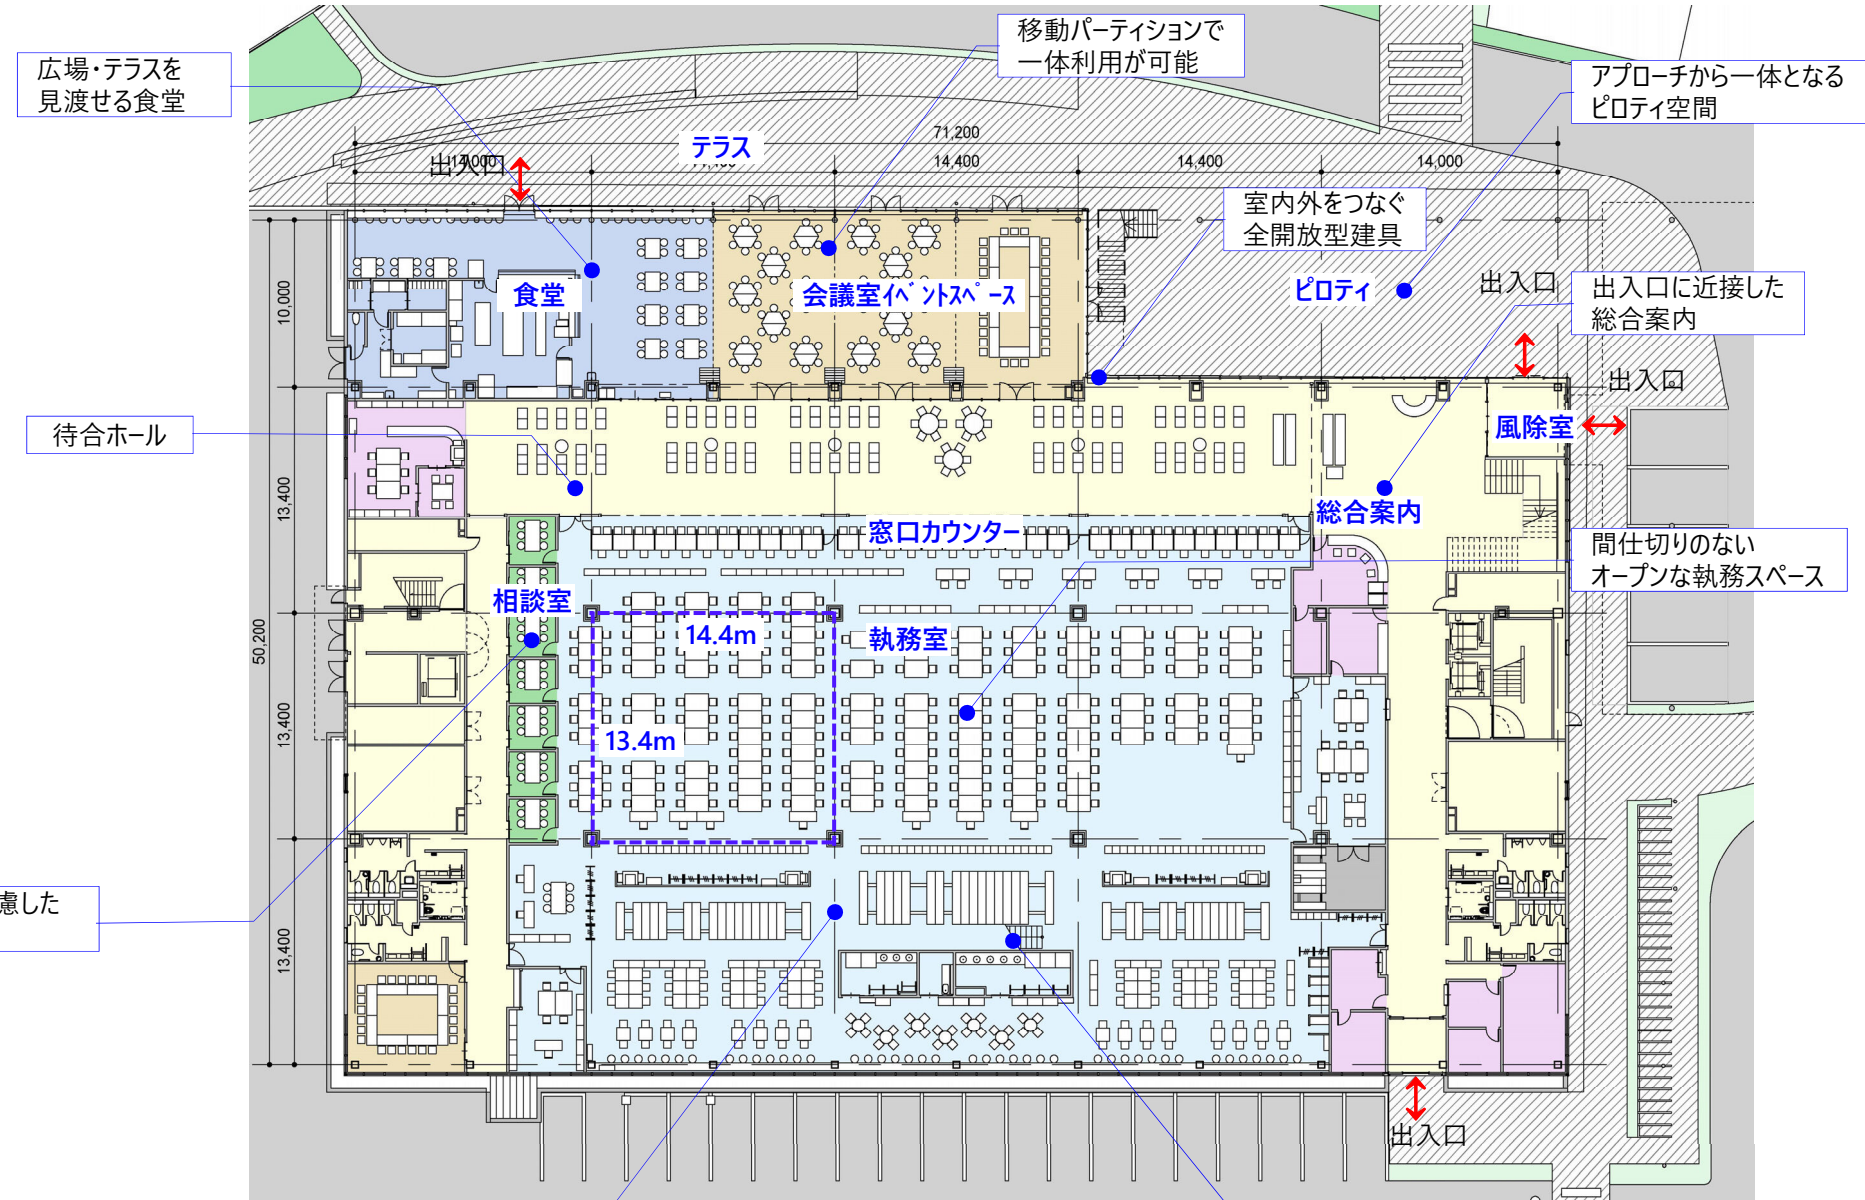 移動パーティションで
一体利用が可能
広場・テラスを
見渡せる食堂
アプローチから一体となる
ピロティ空間
71,200
テラス
出入口
14,400
14,400
14,000
室内外をつなぐ
全開放型建具
出入口
出入口に近接した
総合案内
10,000
食堂
会議室
イベントスペース
ピロティ
出入口
待合ホール
風除室
13,400
窓口カウンター
総合案内
間仕切りのない
オープンな執務スペース
相談室
14.4m
執務室
50,200
13,400
13.4m
慮した
13,400
出入口